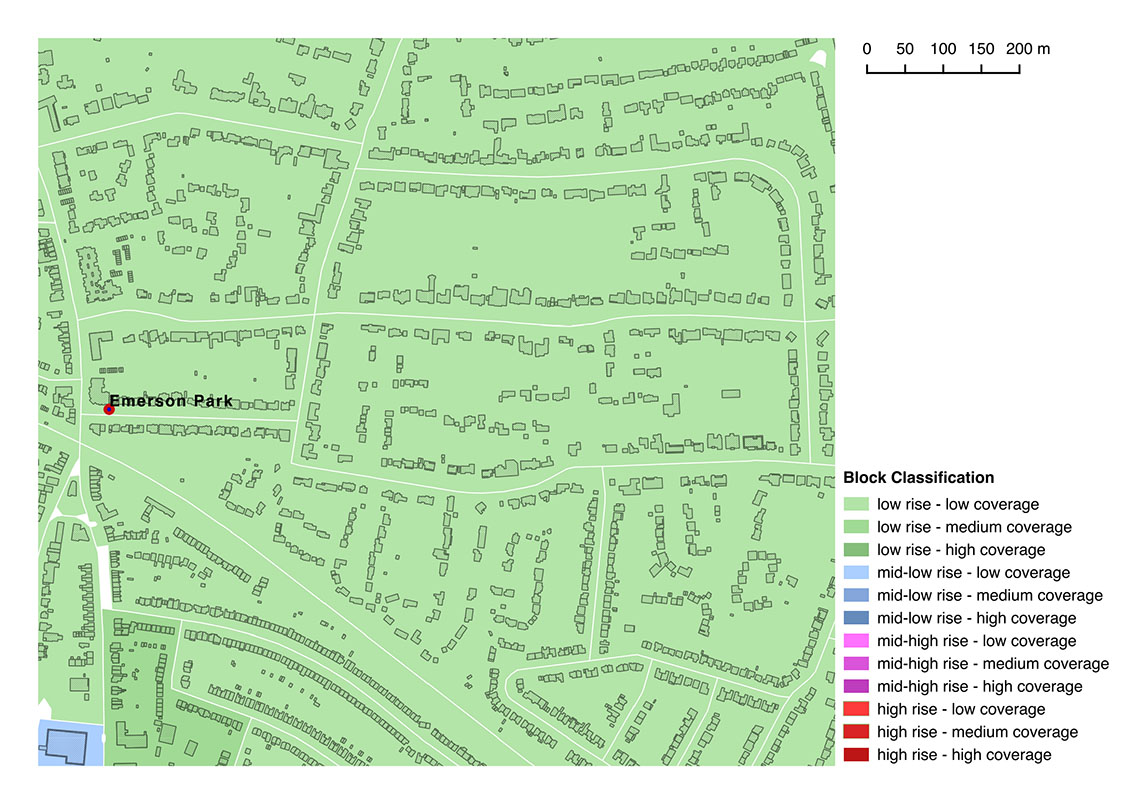 0 50 100 150 200 m
Emerson Park
Block Classification
low rise - low coverage
low rise - medium coverage
low rise - high coverage
mid-low rise - low coverage
mid-low rise - medium coverage
mid-low rise - high coverage
mid-high rise - low coverage
mid-high rise - medium coverage
mid-high rise - high coverage
high rise - low coverage
high rise - medium coverage
high rise - high coverage